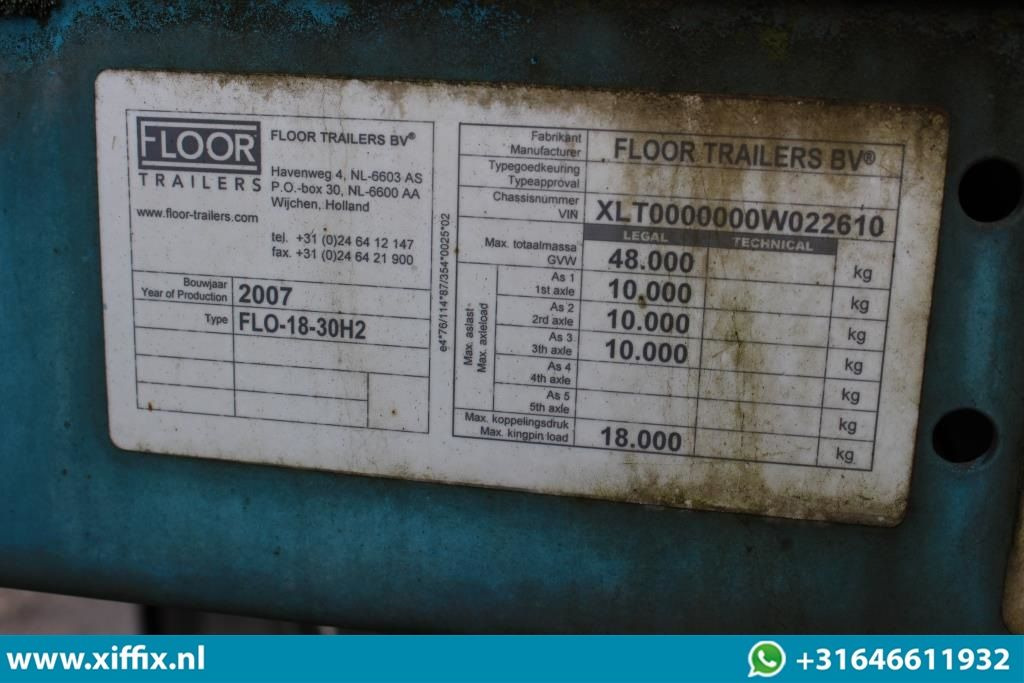 FLOOR
TRAILERS
FLOOR TRAILERS BV®
Havenweg 4, NL-6603 AS
P.O.-box 30, NL-6600 AA
Wijchen, Holland
www.floor-trailers.com
tel. +31 (0)24 64 12 147
fax. +31 (0)24 64 21 900
Bouwjaar
Year of Production 2007
Type FLO-18-30H2
e4*76/114*87/354*0025*02
Fabrikant
Manufacturer FLOOR TRAILERS BV®
Typegoedkeuring
Typeapproval
Chassisnummer
VIN XLT0000000W022610
LEGAL TECHNICAL
Max. totaalmassa
GVW 48.000 kg
Max. aslast
Max. axleload
As 1
1st axle 10.000 kg
As 2
2rd axle 10.000 kg
As 3
3th axle 10.000 kg
As 4
4th axle kg
As 5
5th axle kg
Max. koppelingsdruk
Max. kingpin load 18.000 kg
www.xiffix.nl
+31646611932